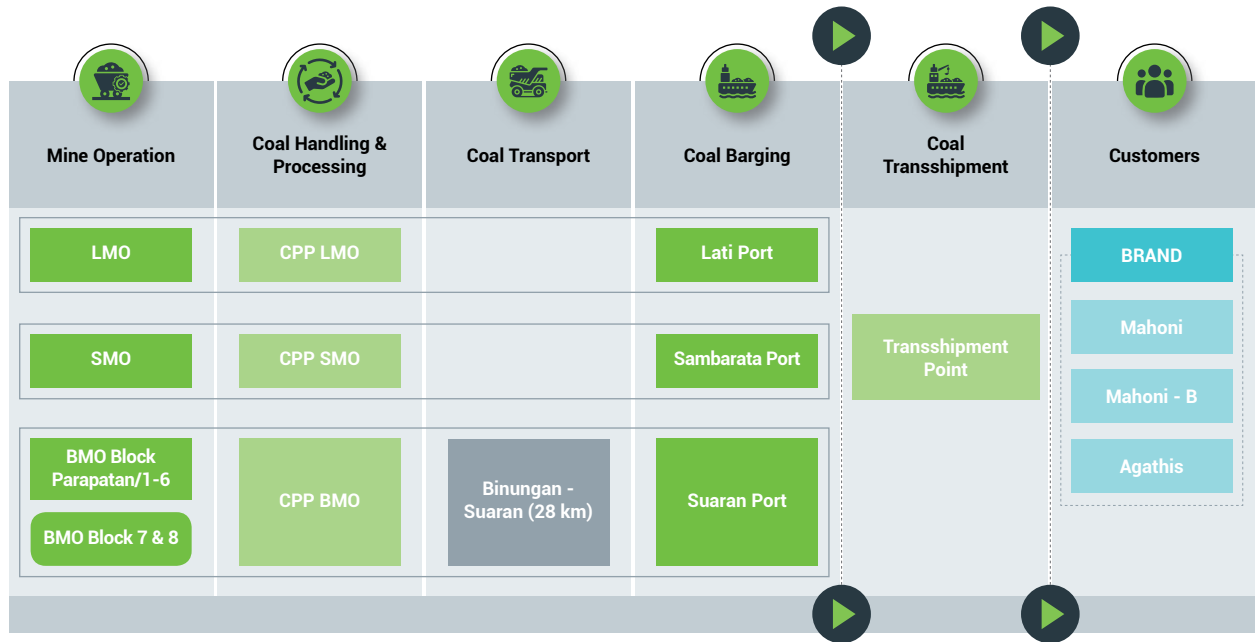 Mine Operation
Coal Handling &
Processing
Coal Transport
Coal Barging
Coal
Transshipment
Customers
LMO
CPP LMO
Lati Port
BRAND
SMO
CPP SMO
Sambarata Port
Transshipment
Point
Mahoni
Mahoni - B
Agathis
BMO Block
Parapatan/1-6
BMO Block 7 & 8
CPP BMO
Binungan -
Suaran (28 km)
Suaran Port